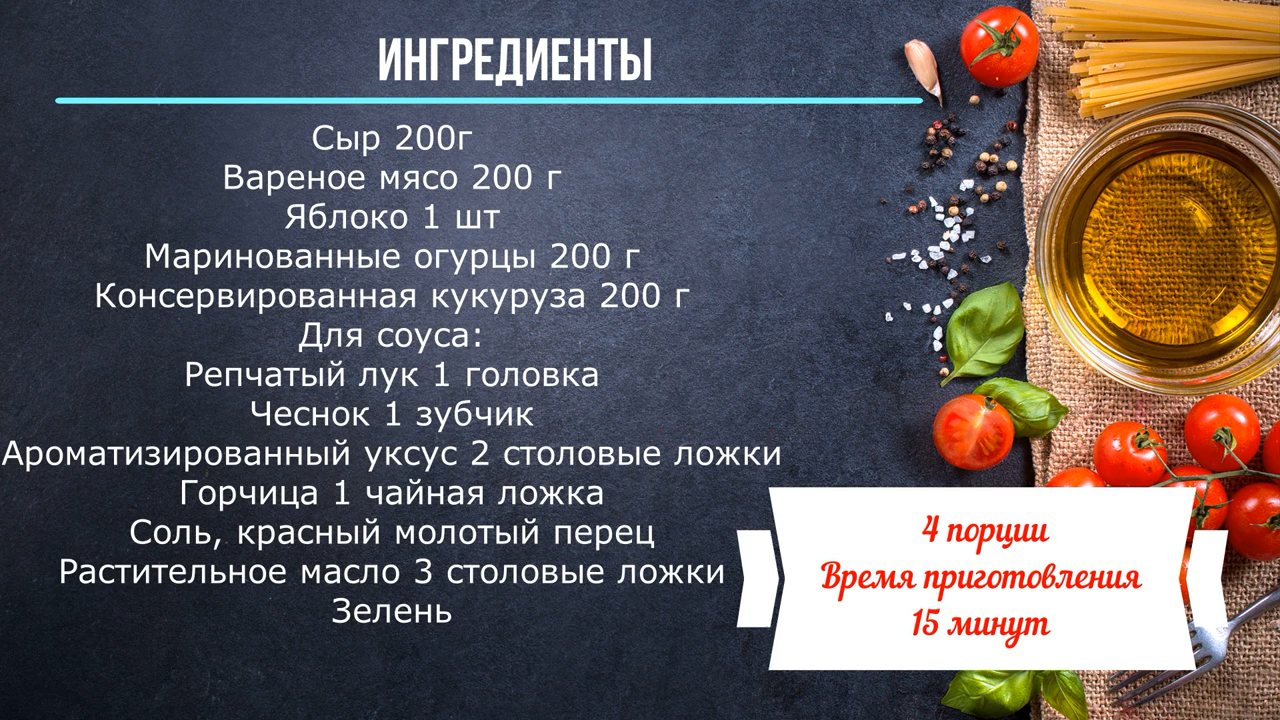 ИНГРЕДИЕНТЫ
Сыр 200г
Вареное мясо 200 г
Яблоко 1 шт
Маринованные огурцы 200 г
Консервированная кукуруза 200 г
Для соуса:
Репчатый лук 1 головка
Чеснок 1 зубчик
Ароматизированный уксус 2 столовые ложки
Горчица 1 чайная ложка
Соль, красный молотый перец
Растительное масло 3 столовые ложки
Зелень
4 порции
Время приготовления
15 минут